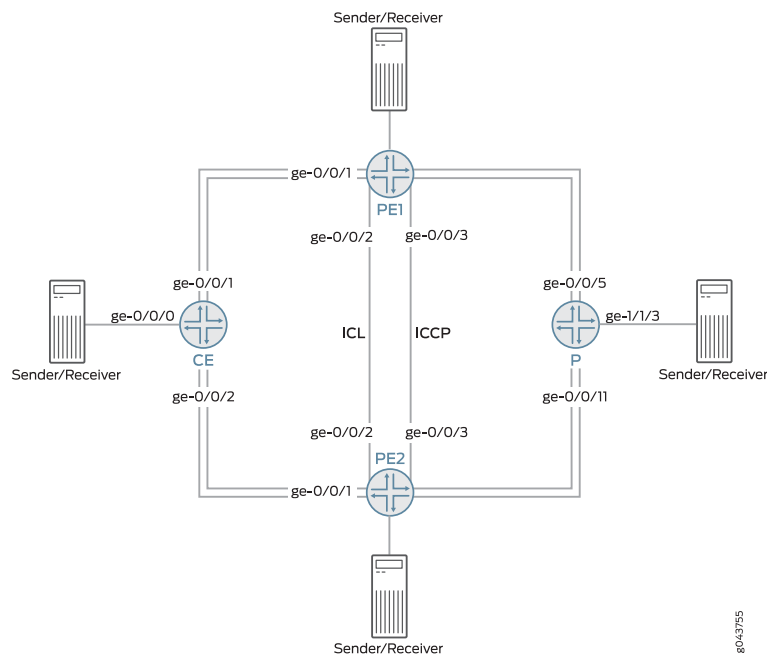 Sender/Receiver
ge-0/0/1
PE1
ge-0/0/2
ge-0/0/3
ge-0/0/1
ge-0/0/5
ge-0/0/0
ICL
ICCP
ge-1/1/3
CE
P
Sender/Receiver
Sender/Receiver
ge-0/0/2
ge-0/0/11
ge-0/0/2
ge-0/0/3
PE2
ge-0/0/1
Sender/Receiver
g043755